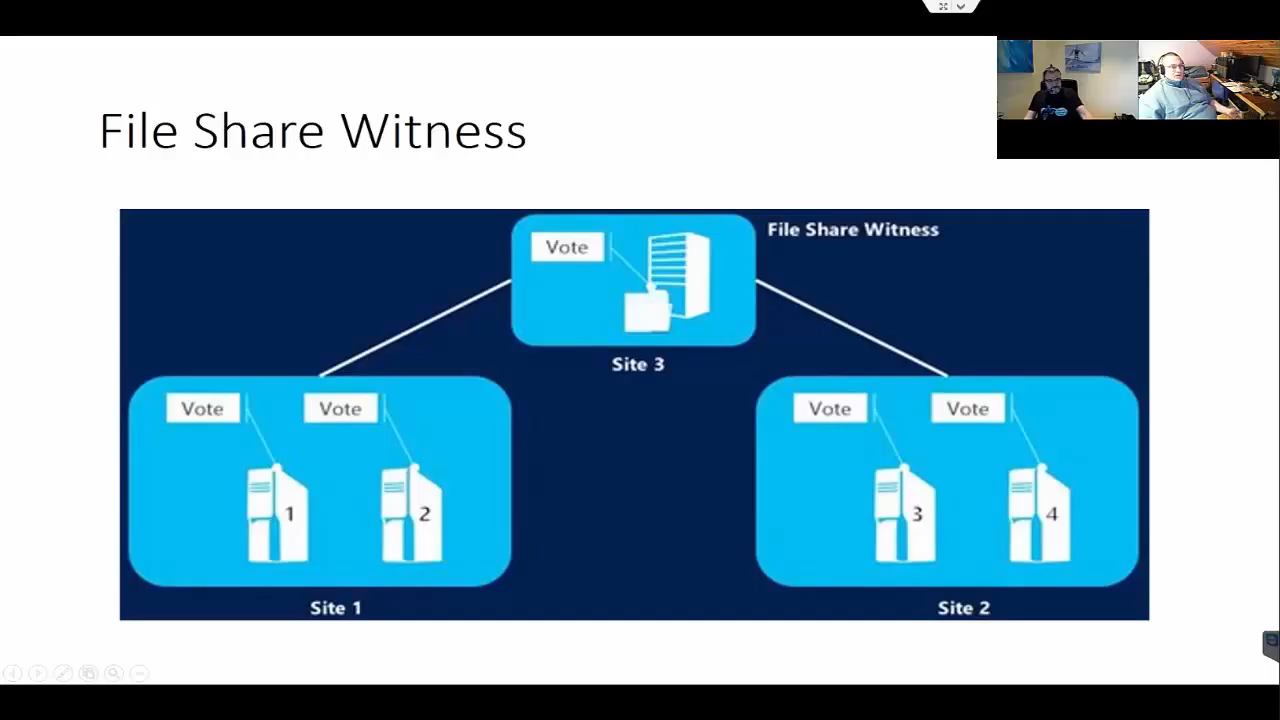 File Share Witness
File Share Witness
Vote
Site 3
Vote
Vote
1
2
Site 1
Vote
Vote
3
4
Site 2